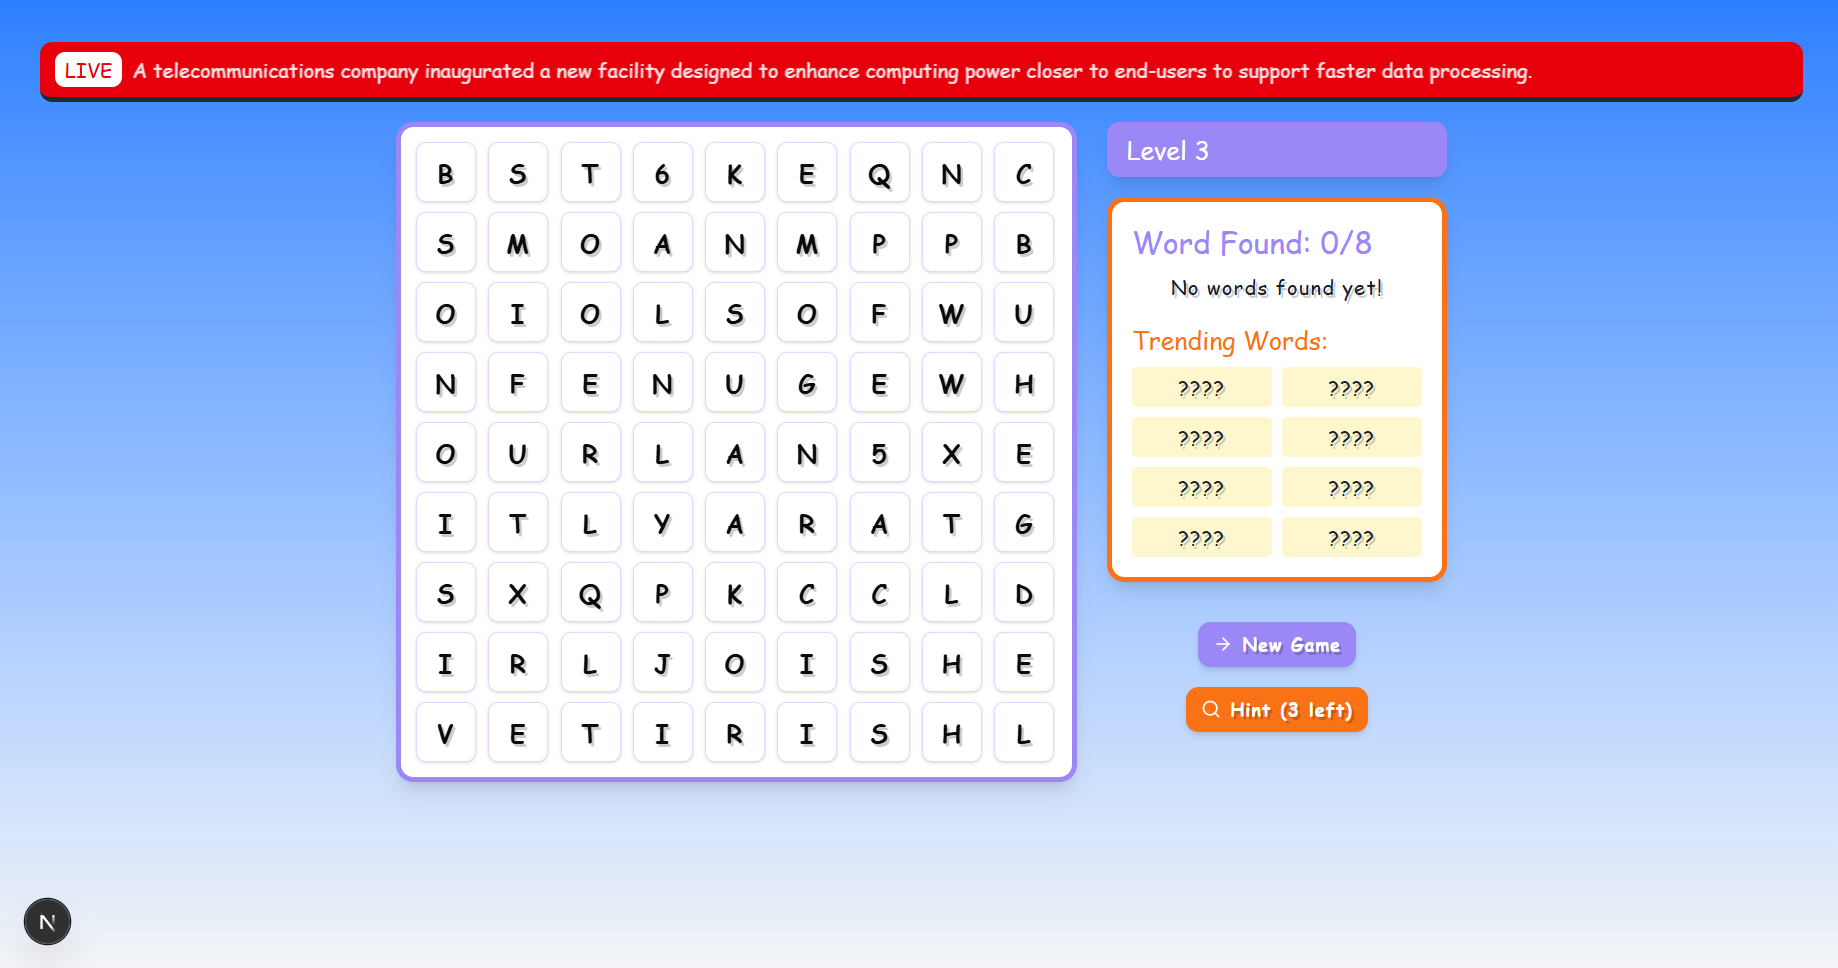 LIVE A telecommunications company inaugurated a new facility designed to enhance computing power closer to end-users to support faster data processing.
B S T 6 K E Q N C
S M O A N M P P B
O I O L S O F W U
N F E N U G E W H
O U R L A N 5 X E
I T L Y A R A T G
S X Q P K C C L D
I R L J O I S H E
V E T I R I S H L
Level 3
Word Found: 0/8
No words found yet!
Trending Words:
???? ????
???? ????
???? ????
???? ????
New Game
Hint (3 left)
N